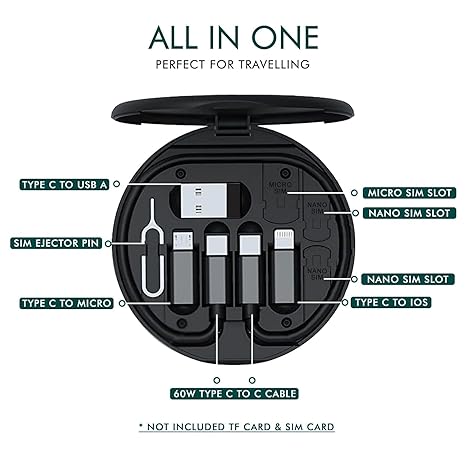 ALL IN ONE
PERFECT FOR TRAVELLING
TYPE C TO USB A
MICRO
SIM
MICRO SIM SLOT
NANO
SIM
NANO SIM SLOT
SIM EJECTOR PIN
NANO
SIM
NANO SIM SLOT
TYPE C TO MICRO
TYPE C TO IOS
60W TYPE C TO C CABLE
* NOT INCLUDED TF CARD & SIM CARD